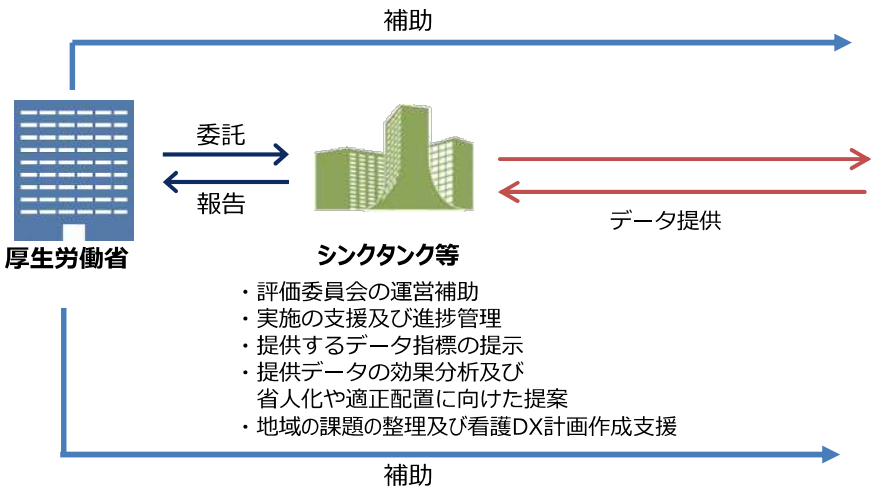 補助
委託
報告
データ提供
厚生労働省
シンクタンク等
・評価委員会の運営補助
・実施の支援及び進捗管理
・提供するデータ指標の提示
・提供データの効果分析及び
省人化や適正配置に向けた提案
・地域の課題の整理及び看護DX計画作成支援
補助